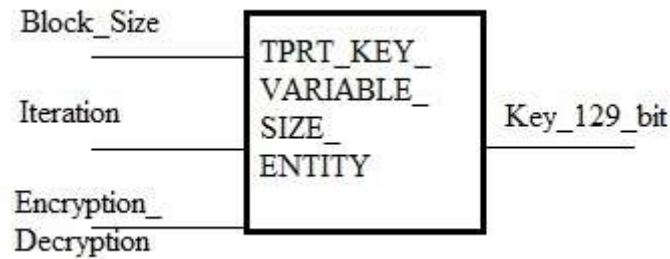 Block_Size
TPRT_KEY_
VARIABLE_
SIZE_
ENTITY
Iteration
Key_129_bit
Encryption_
Decryption